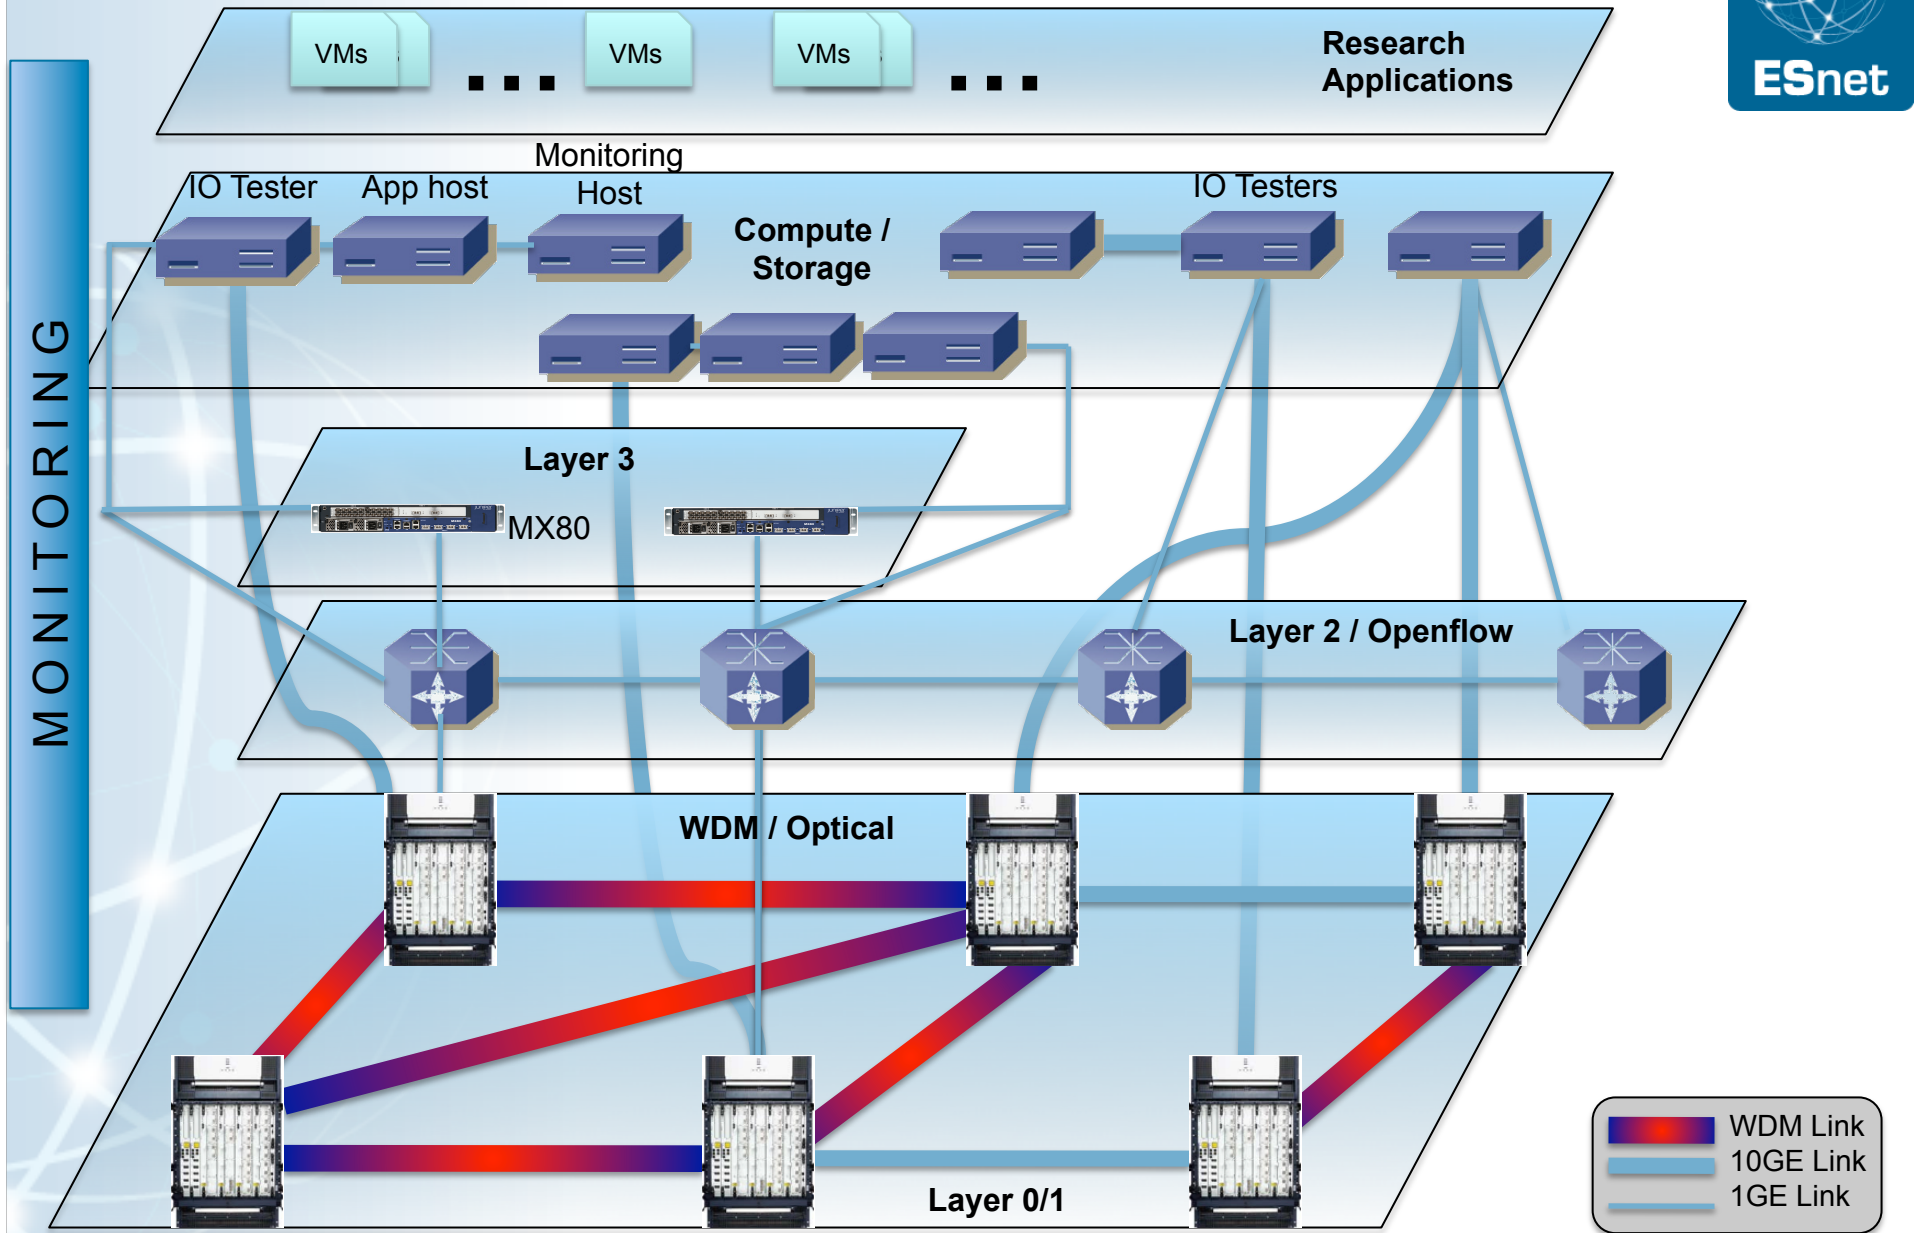 VMs
VMs
VMs
Research
Applications
ESnet
MONITORING
IO Tester
App host
Monitoring
Host
IO Testers
Compute /
Storage
Layer 3
MX80
Layer 2 / Openflow
WDM / Optical
Layer 0/1
WDM Link
10GE Link
1GE Link